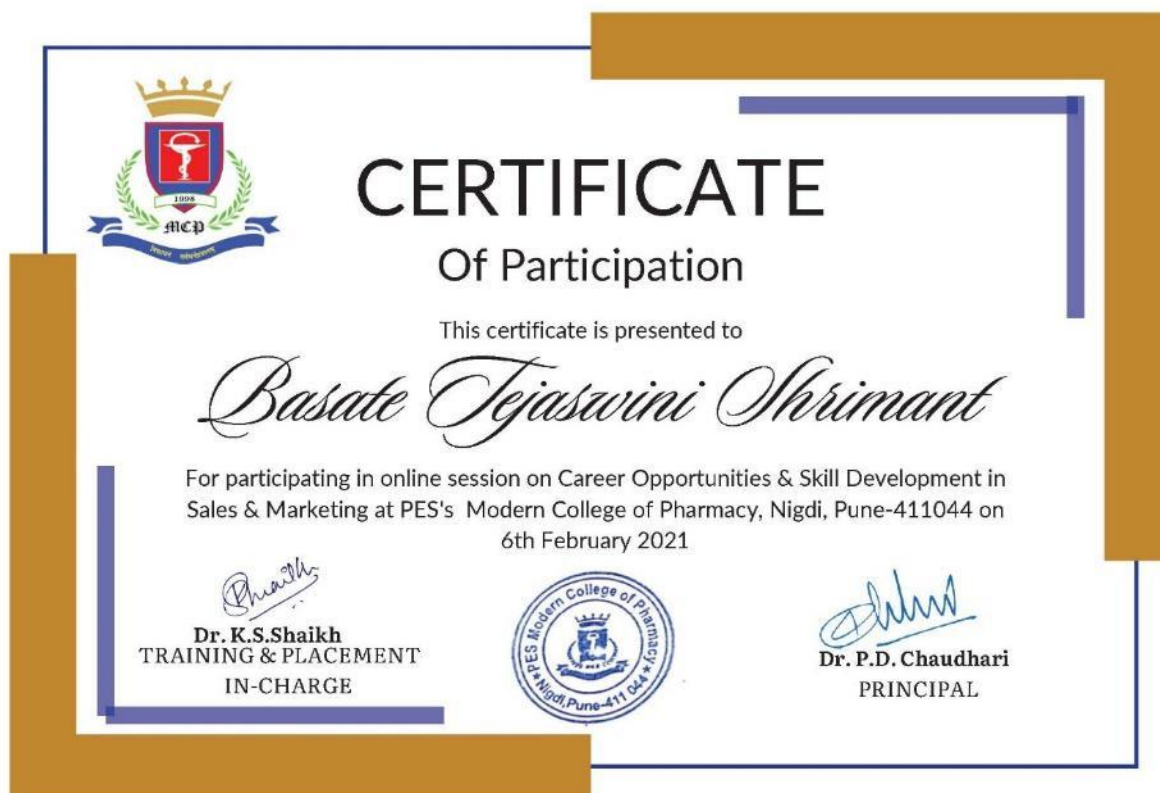 1998
MCP
CERTIFICATE
Of Participation
This certificate is presented to
Basate Tejaswini Shrimant
For participating in online session on Career Opportunities & Skill Development in
Sales & Marketing at PES's Modern College of Pharmacy, Nigdi, Pune-411044 on
6th February 2021
Dr. K.S.Shaikh
TRAINING & PLACEMENT
IN-CHARGE
PES Modern College of Pharmacy
Nigdi, Pune-411 044
Dr. P.D. Chaudhari
PRINCIPAL